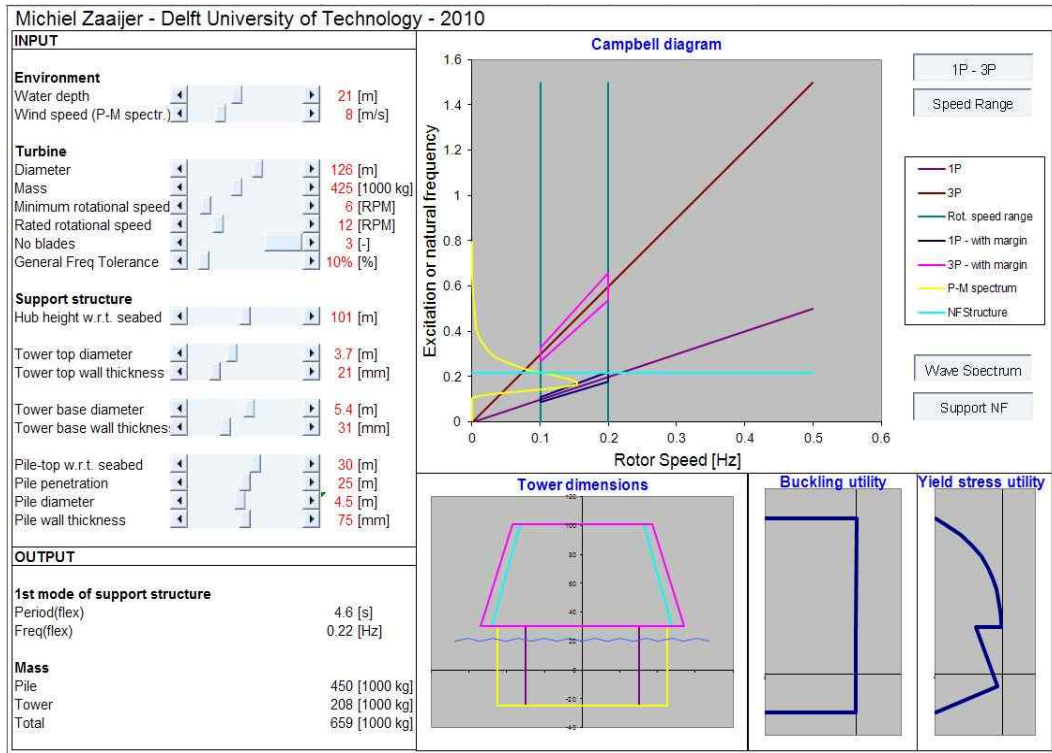 Michiel Zaaijer - Delft University of Technology - 2010
INPUT
Environment
Water depth 21 [m]
Wind speed (P-M spectr.) 8 [m/s]
Turbine
Diameter 126 [m]
Mass 425 [1000 kg]
Minimum rotational speed 6 [RPM]
Rated rotational speed 12 [RPM]
No blades 3 [-]
General Freq Tolerance 10% [%]
Support structure
Hub height w.r.t. seabed 101 [m]
Tower top diameter 3.7 [m]
Tower top wall thickness 21 [mm]
Tower base diameter 5.4 [m]
Tower base wall thicknes: 31 [mm]
Pile-top w.r.t. seabed 30 [m]
Pile penetration 25 [m]
Pile diameter 4.5 [m]
Pile wall thickness 75 [mm]
OUTPUT
1st mode of support structure
Period(flex) 4.6 [s]
Freq(flex) 0.22 [Hz]
Mass
Pile 450 [1000 kg]
Tower 208 [1000 kg]
Total 659 [1000 kg]
Campbell diagram
Excitation or natural frequency
1.6
1.4
1.2
1
0.8
0.6
0.4
0.2
0
0 0.1 0.2 0.3 0.4 0.5 0.6
Rotor Speed [Hz]
1P - 3P
Speed Range
1P
3P
Rot. speed range
1P - with margin
3P - with margin
P-M spectrum
NFStructure
Wave Spectrum
Support NF
Tower dimensions
120
100
80
60
40
20
0
-20
-40
Buckling utility
Yield stress utility